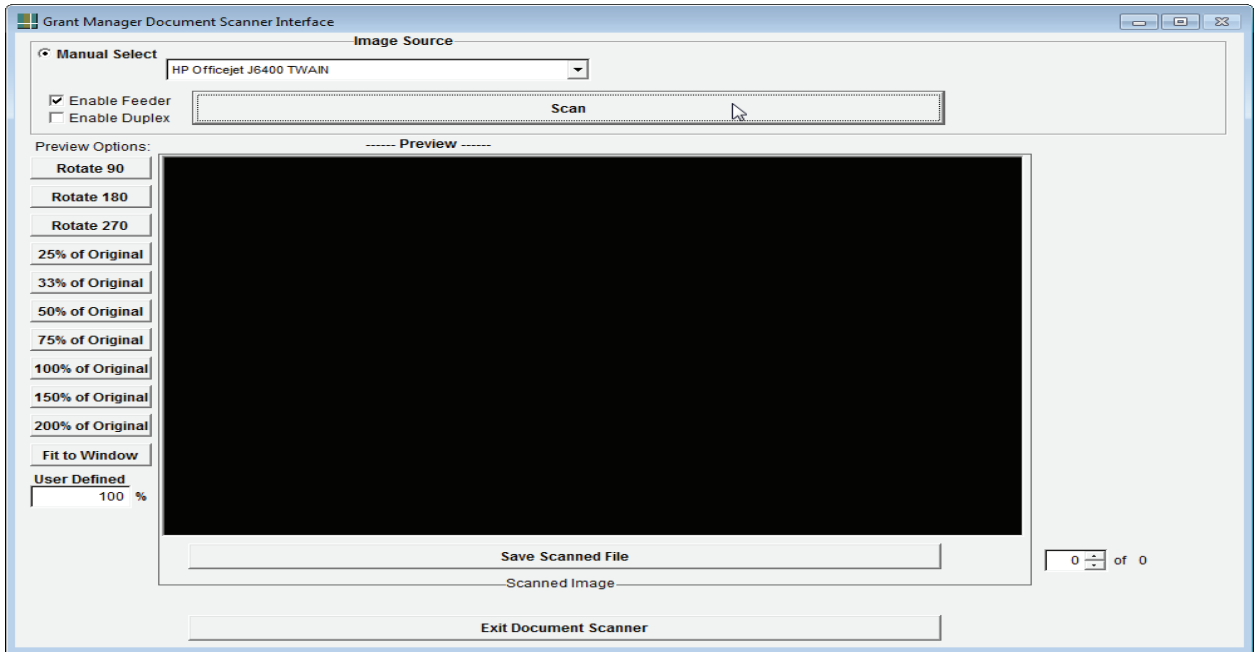 Grant Manager Document Scanner Interface
Image Source
Manual Select
HP Officejet J6400 TWAIN
Enable Feeder
Scan
Enable Duplex
Preview Options:
------ Preview ------
Rotate 90
Rotate 180
Rotate 270
25% of Original
33% of Original
50% of Original
75% of Original
100% of Original
150% of Original
200% of Original
Fit to Window
User Defined
100 %
Save Scanned File
0 of 0
Scanned Image
Exit Document Scanner